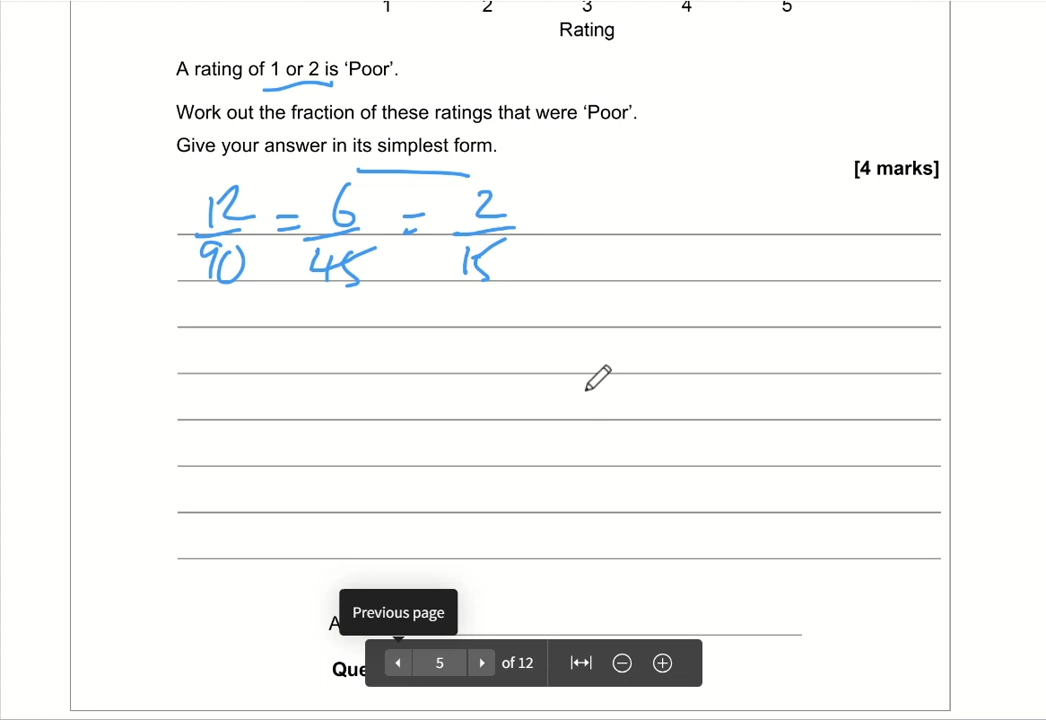 1 2 3 4 5
Rating
A rating of 1 or 2 is ‘Poor’.
Work out the fraction of these ratings that were ‘Poor’.
Give your answer in its simplest form.
[4 marks]
12/90 = 6/45 = 2/15
Previous page
5 of 12